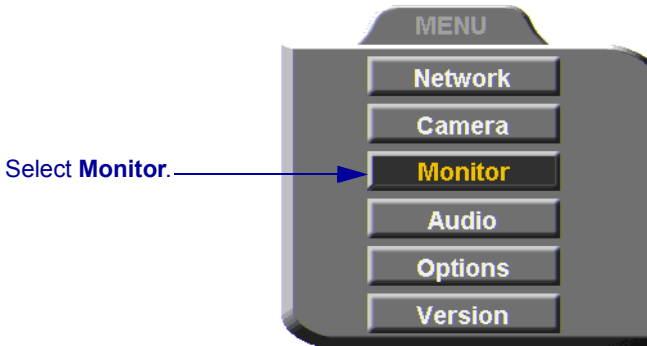 MENU
Network
Camera
Select Monitor.
Monitor
Audio
Options
Version